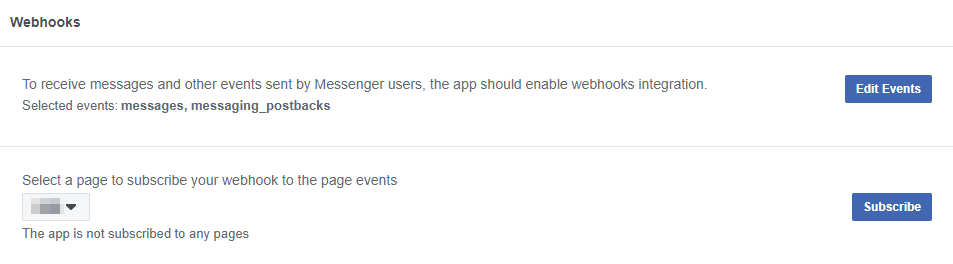 Webhooks
To receive messages and other events sent by Messenger users, the app should enable webhooks integration.
Selected events: messages, messaging_postbacks
Edit Events
Select a page to subscribe your webhook to the page events
Subscribe
The app is not subscribed to any pages